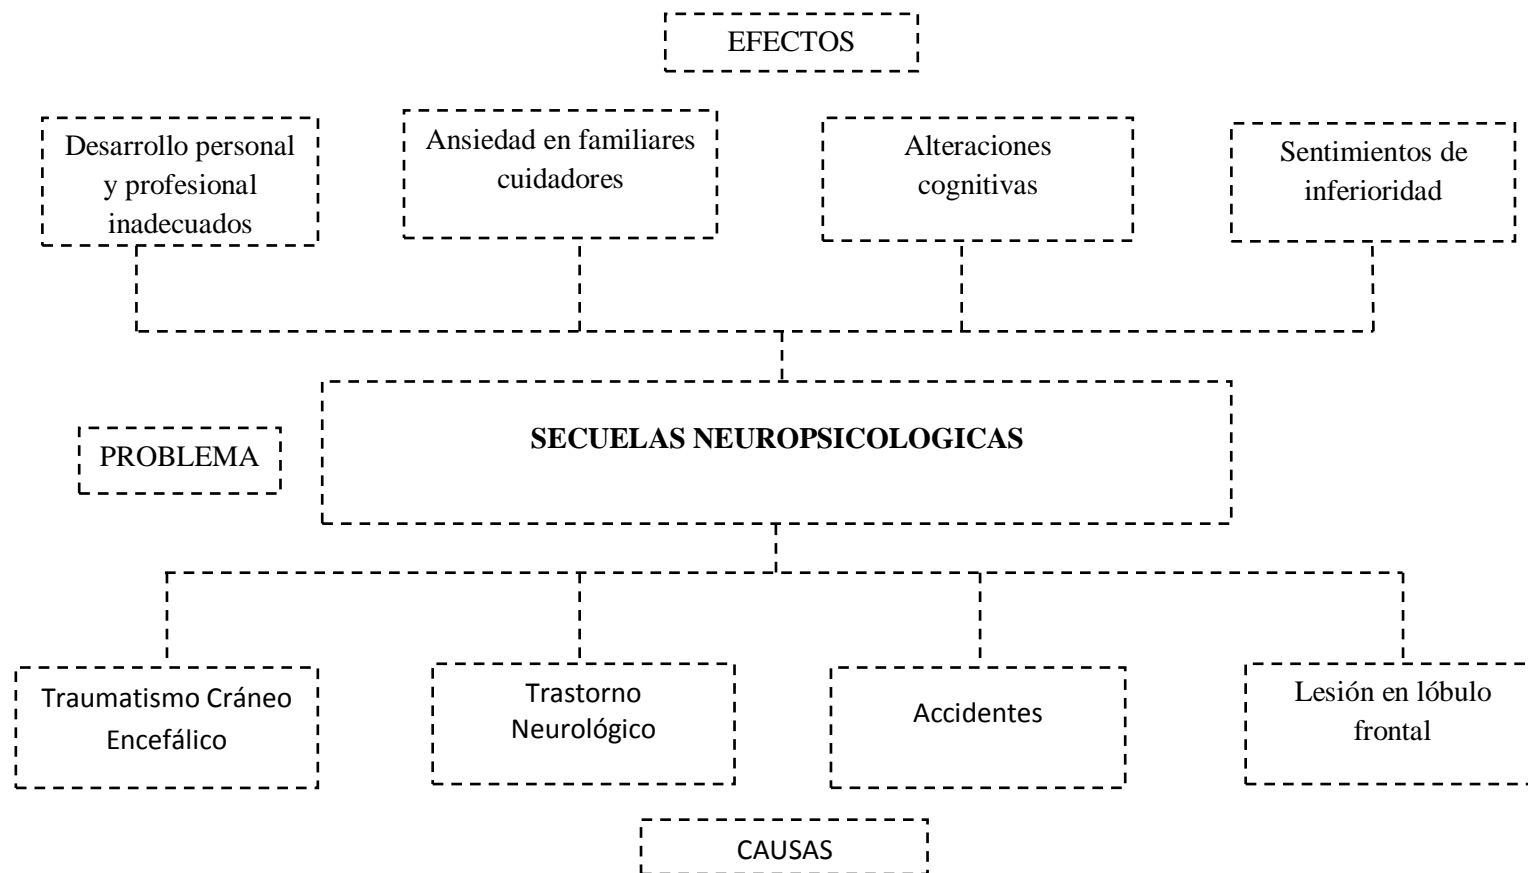 EFECTOS
Desarrollo personal
y profesional
inadecuados
Ansiedad en familiares
cuidadores
Alteraciones
cognitivas
Sentimientos de
inferioridad
PROBLEMA
SECUELAS NEUROPSICOLOGICAS
Traumatismo Cráneo
Encefálico
Trastorno
Neurológico
Accidentes
Lesión en lóbulo
frontal
CAUSAS